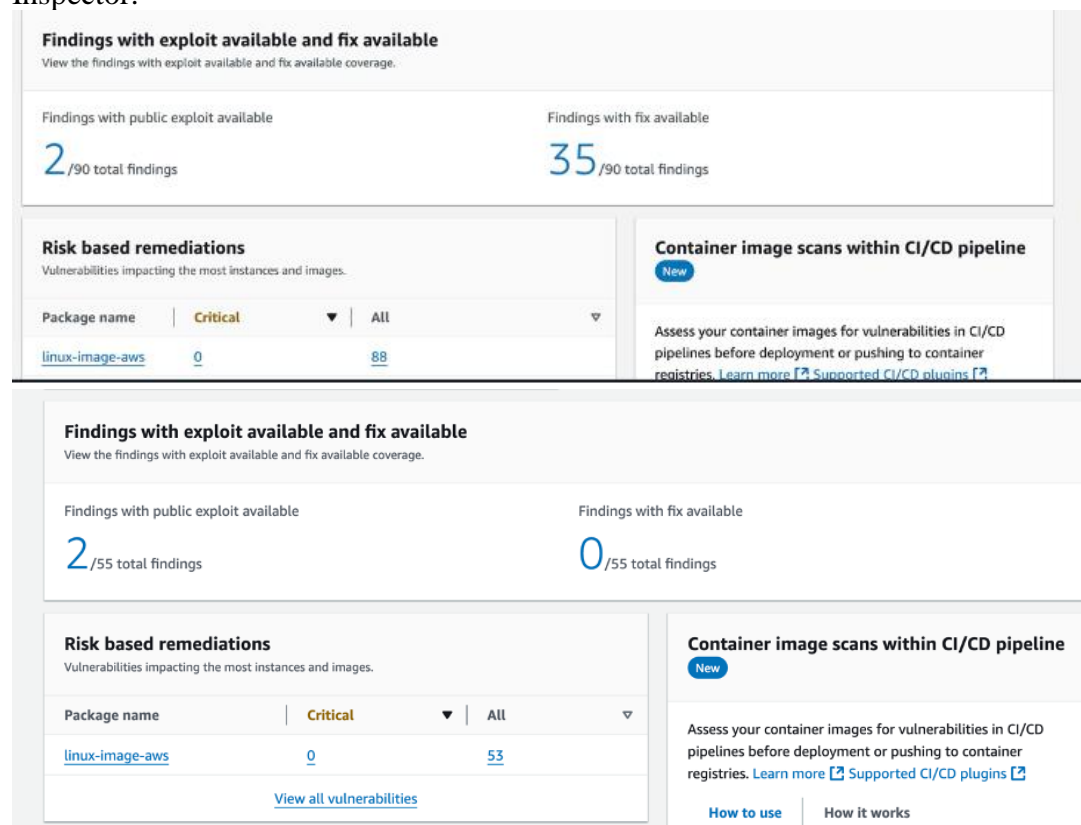 Inspector.
Findings with exploit available and fix available
View the findings with exploit available and fix available coverage.
Findings with public exploit available Findings with fix available
2/90 total findings 35/90 total findings
Risk based remediations
Vulnerabilities impacting the most instances and images.
Package name Critical All
linux-image-aws 0 88
Container image scans within CI/CD pipeline
New
Assess your container images for vulnerabilities in CI/CD
pipelines before deployment or pushing to container
registries. Learn more Supported CI/CD plugins
Findings with exploit available and fix available
View the findings with exploit available and fix available coverage.
Findings with public exploit available Findings with fix available
2/55 total findings 0/55 total findings
Risk based remediations
Vulnerabilities impacting the most instances and images.
Package name Critical All
linux-image-aws 0 53
View all vulnerabilities
Container image scans within CI/CD pipeline
New
Assess your container images for vulnerabilities in CI/CD
pipelines before deployment or pushing to container
registries. Learn more Supported CI/CD plugins
How to use How it works